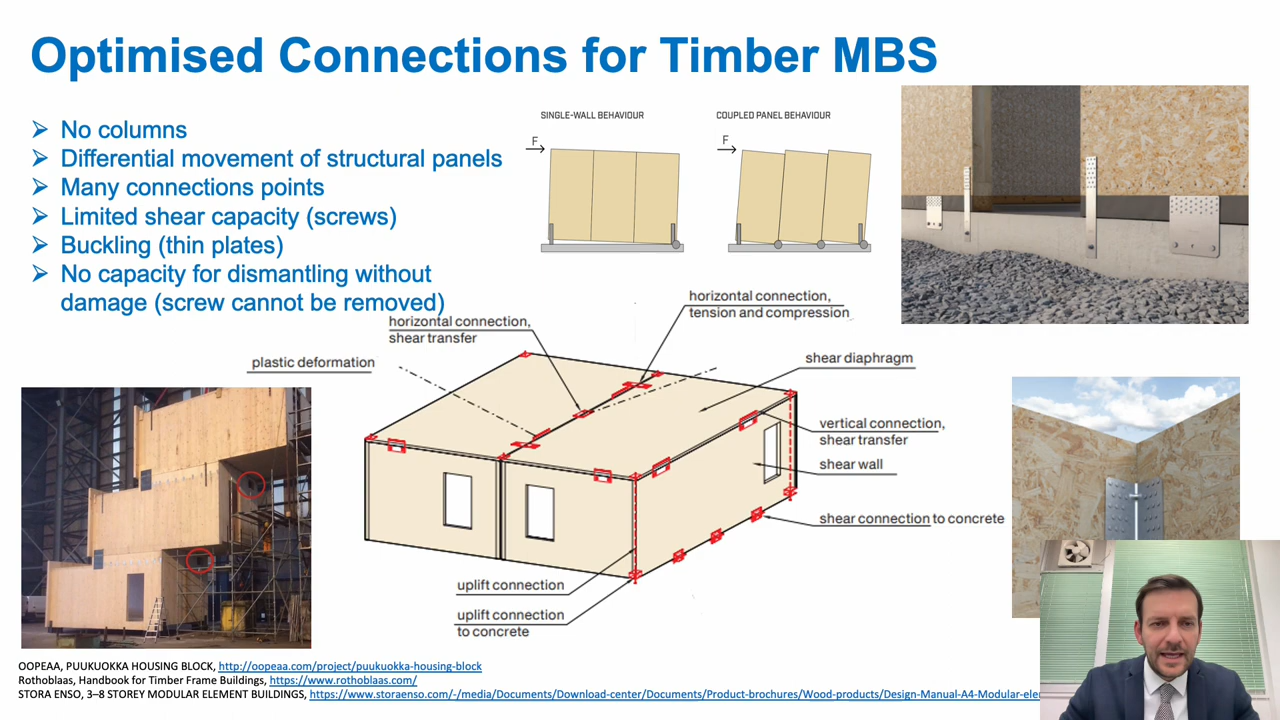 Optimised Connections for Timber MBS
➢ No columns
➢ Differential movement of structural panels
➢ Many connections points
➢ Limited shear capacity (screws)
➢ Buckling (thin plates)
➢ No capacity for dismantling without
damage (screw cannot be removed)
SINGLE-WALL BEHAVIOUR
COUPLED PANEL BEHAVIOUR
F
F
horizontal connection,
tension and compression
horizontal connection,
shear transfer
plastic deformation
shear diaphragm
vertical connection,
shear transfer
shear wall
shear connection to concrete
uplift connection
uplift connection
to concrete
OOPEAA, PUUKUOKKA HOUSING BLOCK, http://oopeaa.com/project/puukuokka-housing-block
Rothoblaas, Handbook for Timber Frame Buildings, https://www.rothoblaas.com/
STORA ENSO, 3–8 STOREY MODULAR ELEMENT BUILDINGS, https://www.storaenso.com/-/media/Documents/Download-center/Documents/Product-brochures/Wood-products/Design-Manual-A4-Modular-ele